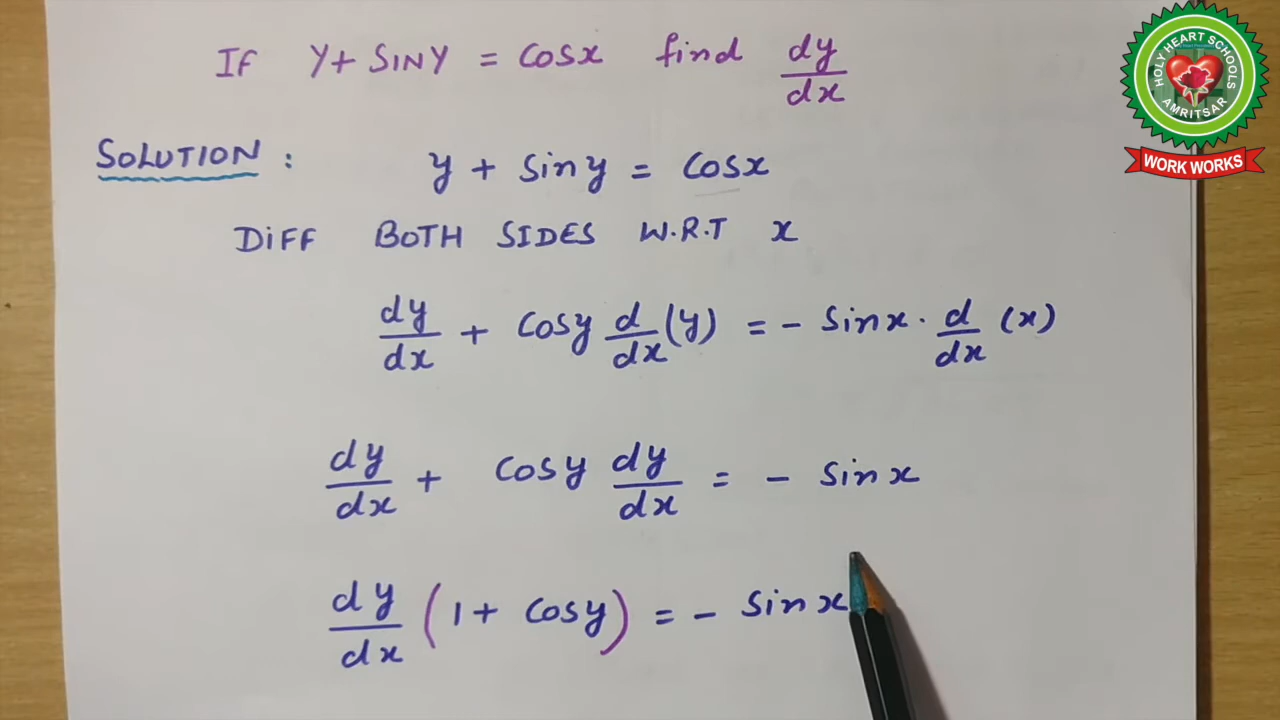 If y + sin y = cos x find dy/dx
SOLUTION : y + sin y = cos x
DIFF BOTH SIDES W.R.T x
dy/dx + cos y d/dx (y) = - sin x · d/dx (x)
dy/dx + cos y dy/dx = - sin x
dy/dx (1 + cos y) = - sin x
HOLY HEART SCHOOLS
AMRITSAR
WORK WORKS